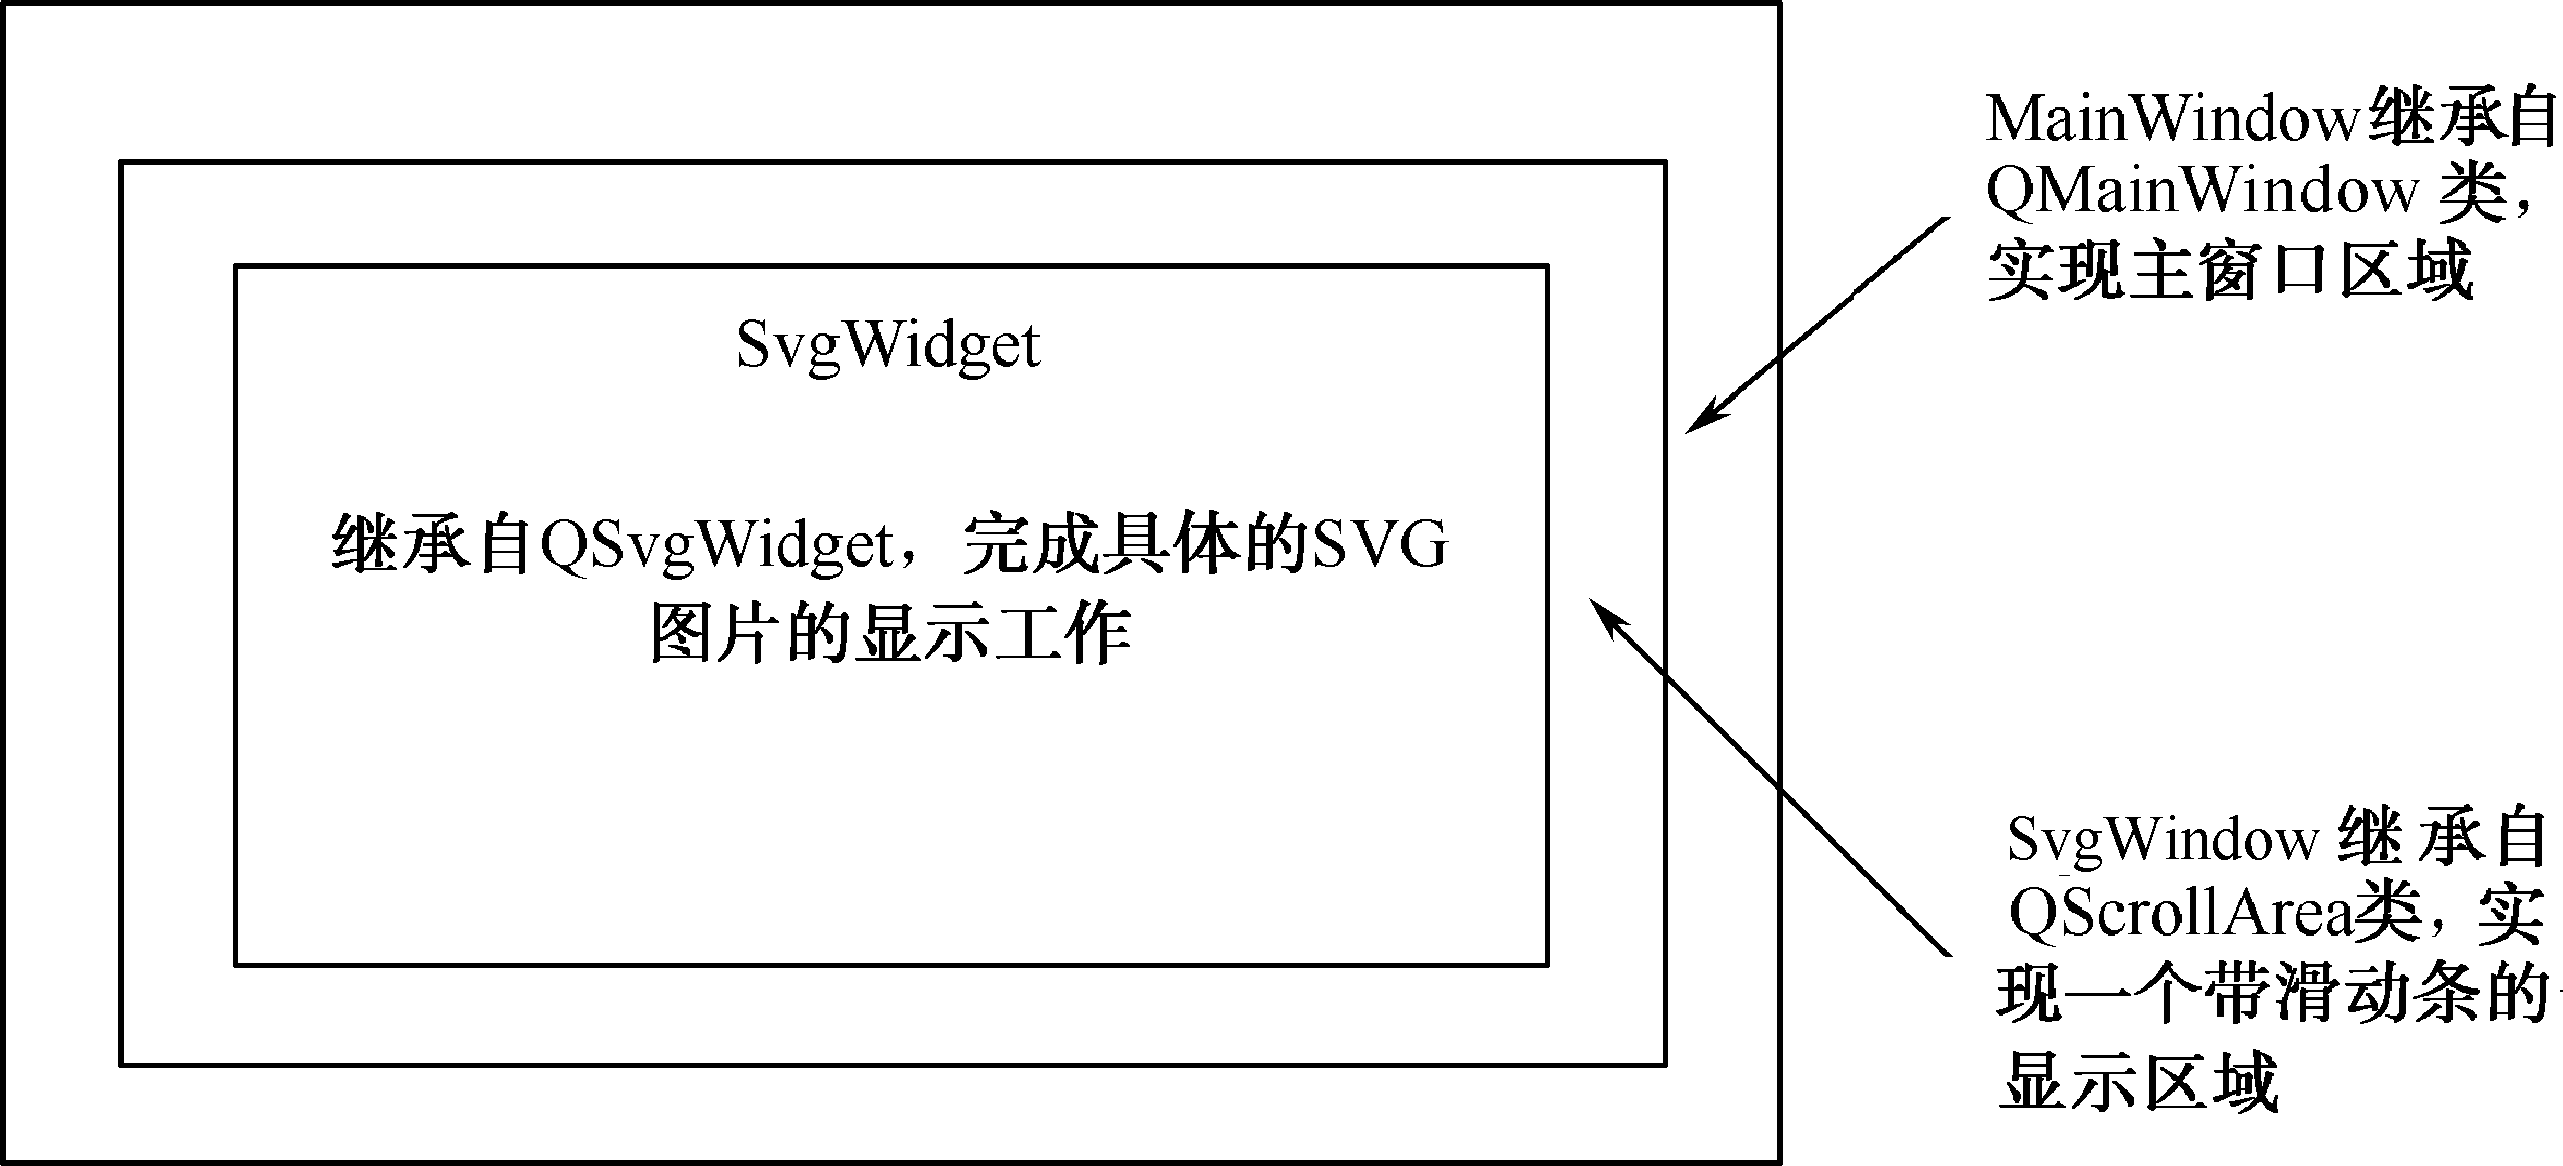 SvgWidget
继承自QSvgWidget，完成具体的SVG
图片的显示工作
MainWindow继承自
QMainWindow 类，
实现主窗口区域
SvgWindow 继承自
QScrollArea类，实
现一个带滑动条的
显示区域